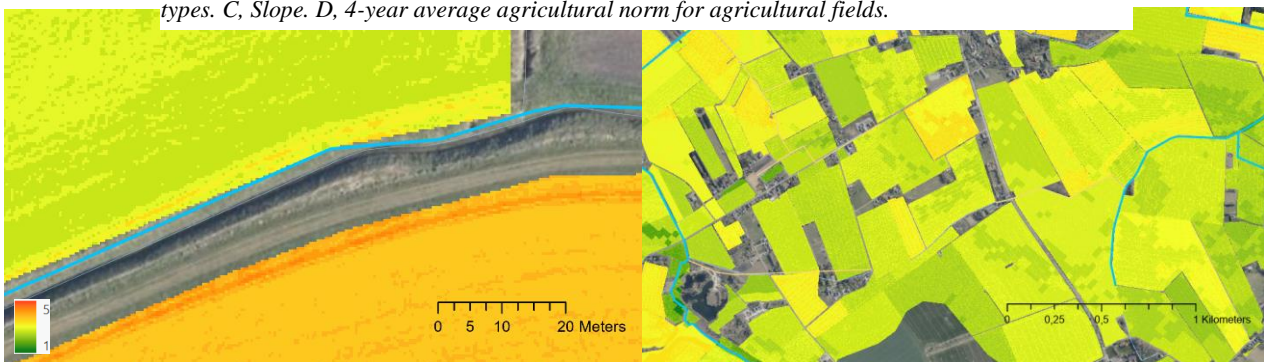 types. C, Slope. D, 4-year average agricultural norm for agricultural fields.
5
1
0 5 10 20 Meters
0 0,25 0,5 1 Kilometers